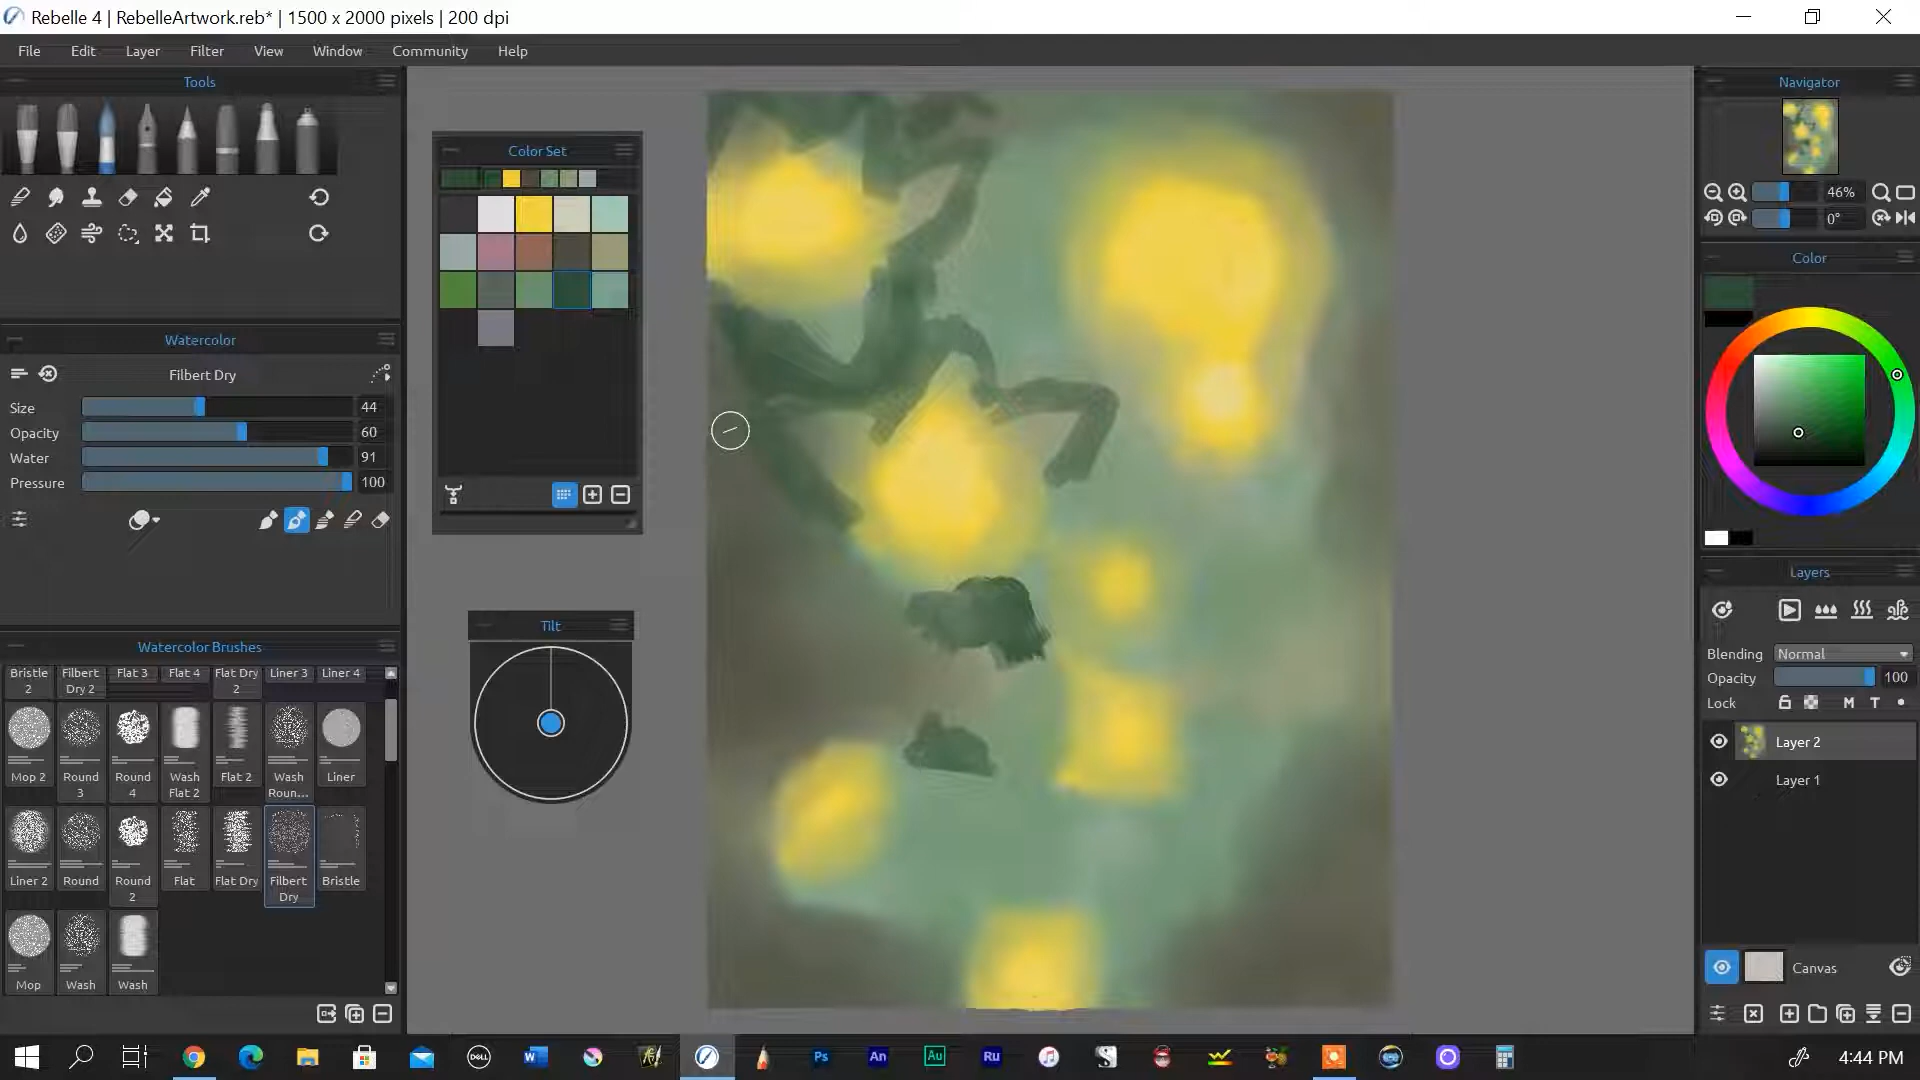 Rebelle 4 | RebelleArtwork.reb* | 1500 x 2000 pixels | 200 dpi
File Edit Layer Filter View Window Community Help
Tools
Watercolor
Filbert Dry
Size 44
Opacity 60
Water 91
Pressure 100
Watercolor Brushes
Bristle 2
Filbert Dry 2
Flat 3
Flat 4
Flat Dry 2
Liner 3
Liner 4
Mop 2
Round 3
Round 4
Wash Flat 2
Flat 2
Wash Roun...
Liner
Liner 2
Round
Round 2
Flat
Flat Dry
Filbert Dry
Bristle
Mop
Wash
Wash
Color Set
Tilt
Navigator
46%
0°
Color
Layers
Blending Normal
Opacity 100
Lock M T
Layer 2
Layer 1
Canvas
DELL
W
Ps
An
Au
Ru
S
4:44 PM